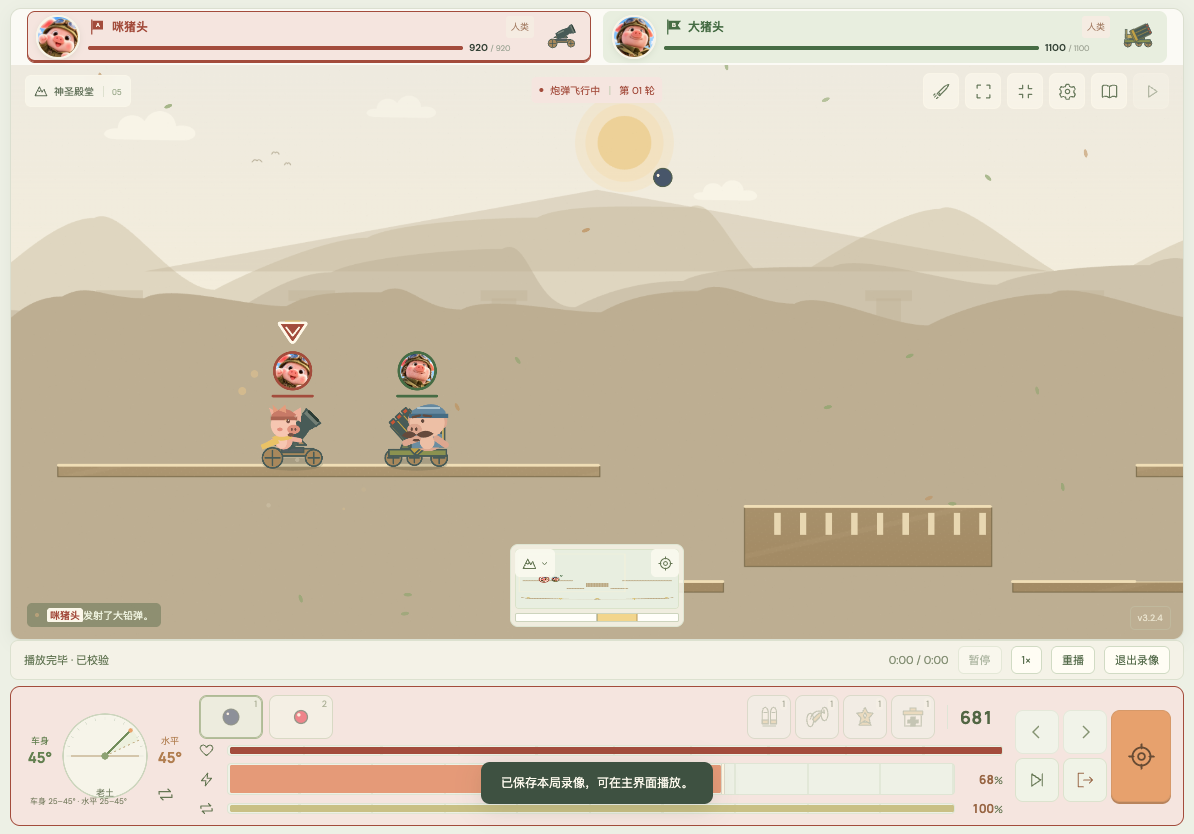 咪猪头
人类
920 / 920
大猪头
人类
1100 / 1100
神圣殿堂 05
炮弹飞行中 第 01 轮
咪猪头发射了大铅弹。
v3.2.4
播放完毕 · 已校验
0:00 / 0:00
暂停
1×
重播
退出录像
车身
45°
水平
45°
老土
车身 25–45° · 水平 25–45°
1
2
1
1
1
1
681
68%
100%
已保存本局录像，可在主界面播放。